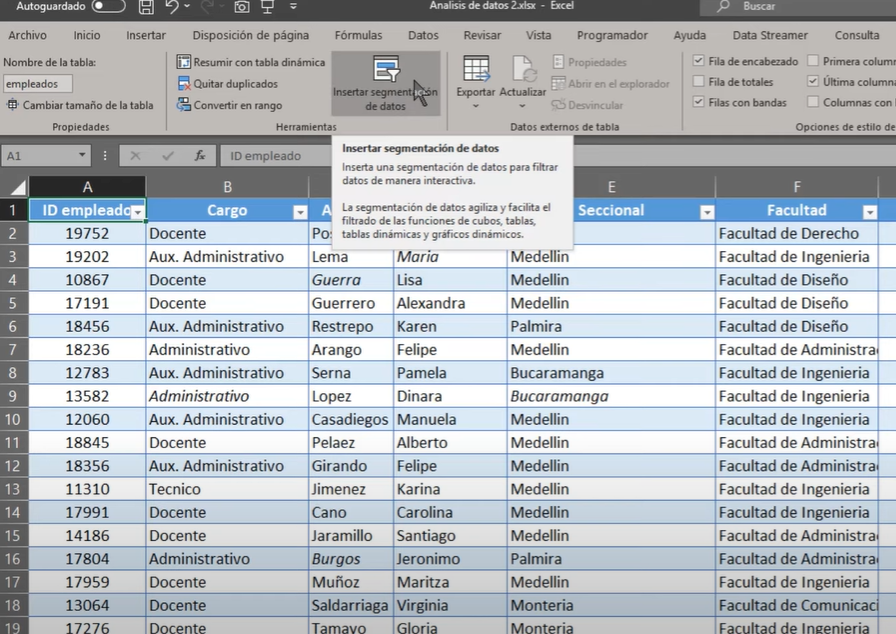 Autoguardado
Analisis de datos 2.xlsx - Excel
Buscar
Archivo Inicio Insertar Disposición de página Fórmulas Datos Revisar Vista Programador Ayuda Data Streamer Consulta
Nombre de la tabla:
empleados
Cambiar tamaño de la tabla
Propiedades
Resumir con tabla dinámica
Quitar duplicados
Convertir en rango
Insertar segmentación
de datos
Herramientas
Exportar Actualizar
Propiedades
Abrir en el explorador
Desvincular
Datos externos de tabla
Fila de encabezado
Fila de totales
Filas con bandas
Primera
Última
Columnas con
Opciones de estilo de
A1
fx
ID empleado
Insertar segmentación de datos
Inserta una segmentación de datos para filtrar
datos de manera interactiva.
La segmentación de datos agiliza y facilita el
filtrado de las funciones de cubos, tablas,
tablas dinámicas y gráficos dinámicos.
A B E F
1 ID empleado Cargo Seccional Facultad
2 19752 Docente Facultad de Derecho
3 19202 Aux. Administrativo Lema Maria Medellin Facultad de Ingenieria
4 10867 Docente Guerra Lisa Medellin Facultad de Diseño
5 17191 Docente Guerrero Alexandra Medellin Facultad de Diseño
6 18456 Aux. Administrativo Restrepo Karen Palmira Facultad de Diseño
7 18236 Administrativo Arango Felipe Medellin Facultad de Administra
8 12783 Aux. Administrativo Serna Pamela Bucaramanga Facultad de Ingenieria
9 13582 Administrativo Lopez Dinara Bucaramanga Facultad de Ingenieria
10 12060 Aux. Administrativo Casadiegos Manuela Medellin Facultad de Ingenieria
11 18845 Docente Pelaez Alberto Medellin Facultad de Administra
12 18356 Aux. Administrativo Girando Felipe Medellin Facultad de Administra
13 11310 Tecnico Jimenez Karina Medellin Facultad de Ingenieria
14 17991 Docente Cano Carolina Medellin Facultad de Ingenieria
15 14186 Docente Jaramillo Santiago Medellin Facultad de Administra
16 17804 Administrativo Burgos Jeronimo Palmira Facultad de Administra
17 17959 Docente Muñoz Maritza Medellin Facultad de Ingenieria
18 13064 Docente Saldarriaga Virginia Monteria Facultad de Comunicaci
19 17276 Docente Tamayo Gloria Monteria Facultad de Ingenieria